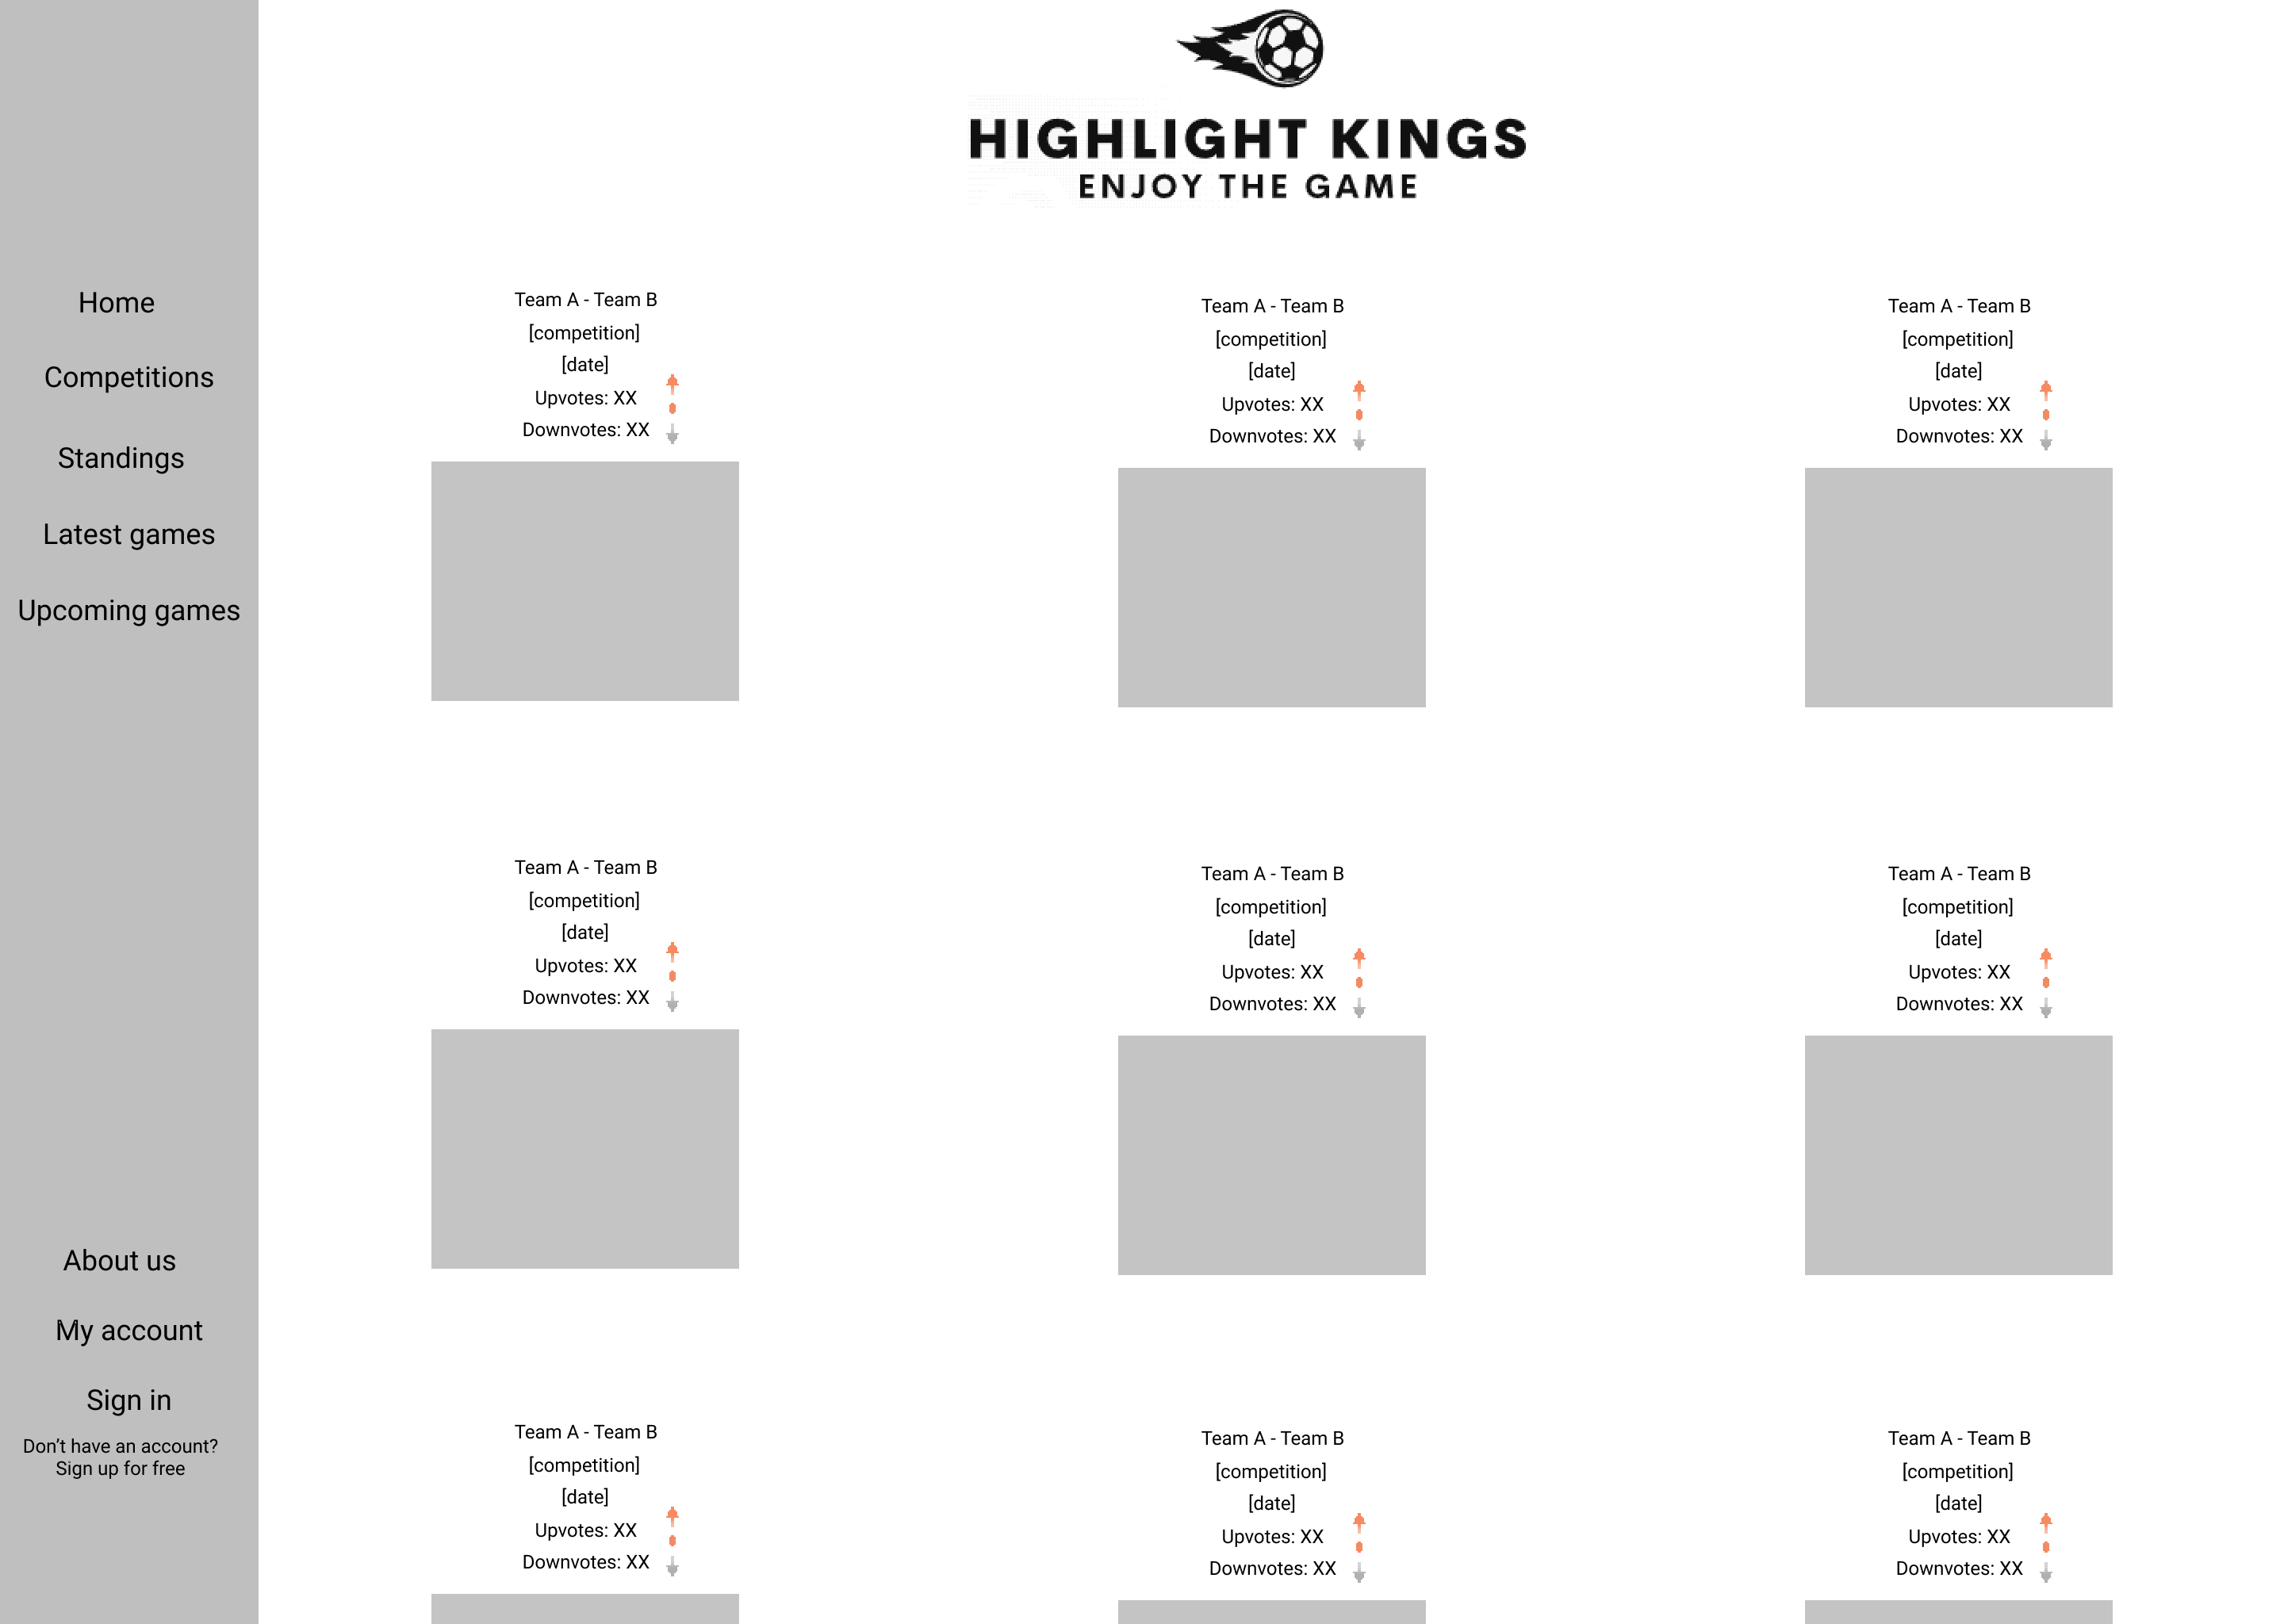 HIGHLIGHT KINGS
ENJOY THE GAME
Home
Competitions
Standings
Latest games
Upcoming games
About us
My account
Sign in
Don't have an account?
Sign up for free
Team A - Team B
[competition]
[date]
Upvotes: XX
Downvotes: XX
Team A - Team B
[competition]
[date]
Upvotes: XX
Downvotes: XX
Team A - Team B
[competition]
[date]
Upvotes: XX
Downvotes: XX
Team A - Team B
[competition]
[date]
Upvotes: XX
Downvotes: XX
Team A - Team B
[competition]
[date]
Upvotes: XX
Downvotes: XX
Team A - Team B
[competition]
[date]
Upvotes: XX
Downvotes: XX
Team A - Team B
[competition]
[date]
Upvotes: XX
Downvotes: XX
Team A - Team B
[competition]
[date]
Upvotes: XX
Downvotes: XX
Team A - Team B
[competition]
[date]
Upvotes: XX
Downvotes: XX